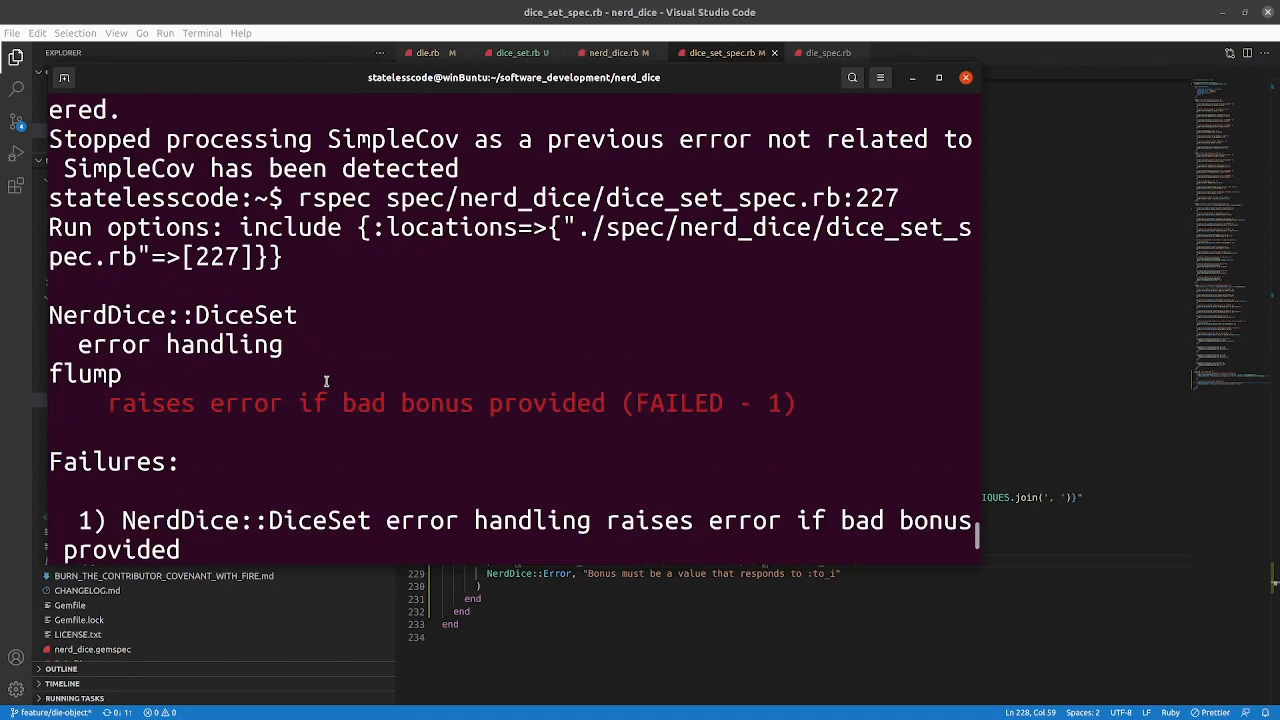 dice_set_spec.rb - nerd_dice - Visual Studio Code
File Edit Selection View Go Run Terminal Help
EXPLORER
die.rb M
dice_set.rb U
nerd_dice.rb M
dice_set_spec.rb M
die_spec.rb
statelesscode@winBuntu:~/software_development/nerd_dice
ered.
Stopped processing SimpleCov as a previous error not related to
SimpleCov has been detected
statelesscode:~$ rspec spec/nerd_dice/dice_set_spec.rb:227
Run options: include {:locations=>{"./spec/nerd_dice/dice_set_s
pec.rb"=>[227]}}
NerdDice::DiceSet
error handling
flump
raises error if bad bonus provided (FAILED - 1)
Failures:
1) NerdDice::DiceSet error handling raises error if bad bonus
provided
IQUES.join(', ')}"
229 NerdDice::Error, "Bonus must be a value that responds to :to_i"
230 )
231 end
232 end
233 end
234
BURN_THE_CONTRIBUTOR_COVENANT_WITH_FIRE.md
CHANGELOG.md
Gemfile
Gemfile.lock
LICENSE.txt
nerd_dice.gemspec
OUTLINE
TIMELINE
RUNNING TASKS
feature/die-object* 0↓ 1↑ 0 0
Ln 228, Col 59 Spaces: 2 UTF-8 LF Ruby Prettier